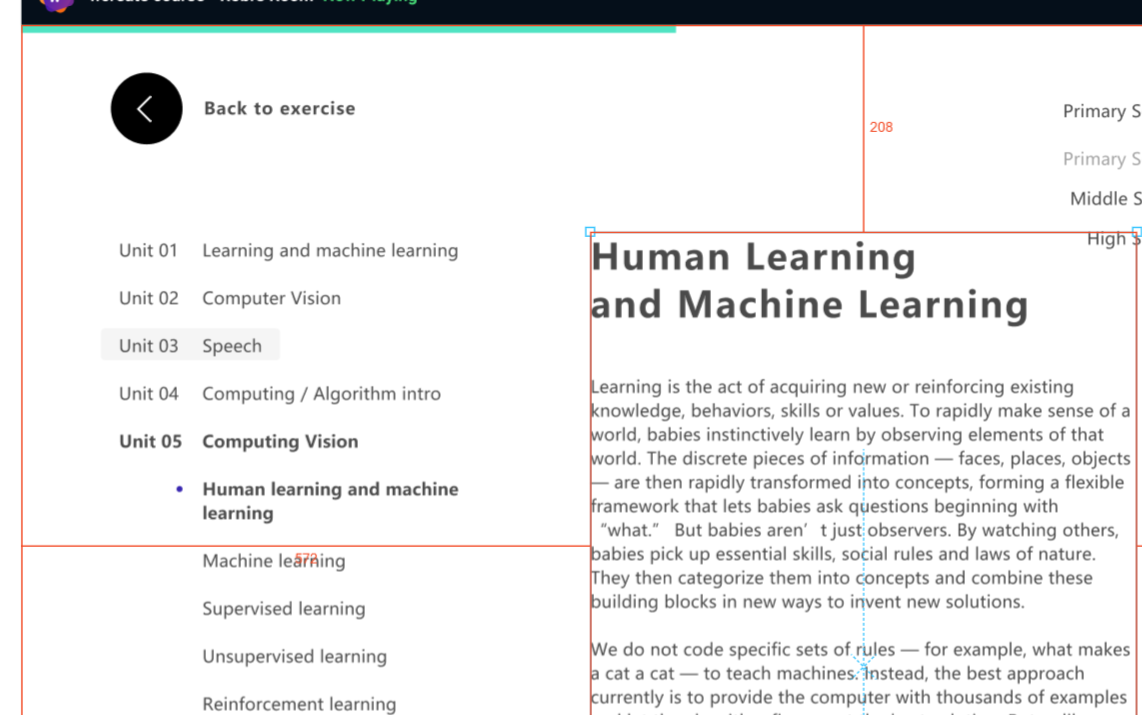 Back to exercise
208
Primary S
Primary S
Middle S
High S
Unit 01 Learning and machine learning
Unit 02 Computer Vision
Unit 03 Speech
Unit 04 Computing / Algorithm intro
Unit 05 Computing Vision
• Human learning and machine
learning
572
Machine learning
Supervised learning
Unsupervised learning
Reinforcement learning
Human Learning
and Machine Learning
Learning is the act of acquiring new or reinforcing existing
knowledge, behaviors, skills or values. To rapidly make sense of a
world, babies instinctively learn by observing elements of that
world. The discrete pieces of information — faces, places, objects
— are then rapidly transformed into concepts, forming a flexible
framework that lets babies ask questions beginning with
“what.” But babies aren’t just observers. By watching others,
babies pick up essential skills, social rules and laws of nature.
They then categorize them into concepts and combine these
building blocks in new ways to invent new solutions.
We do not code specific sets of rules — for example, what makes
a cat a cat — to teach machines. Instead, the best approach
currently is to provide the computer with thousands of examples